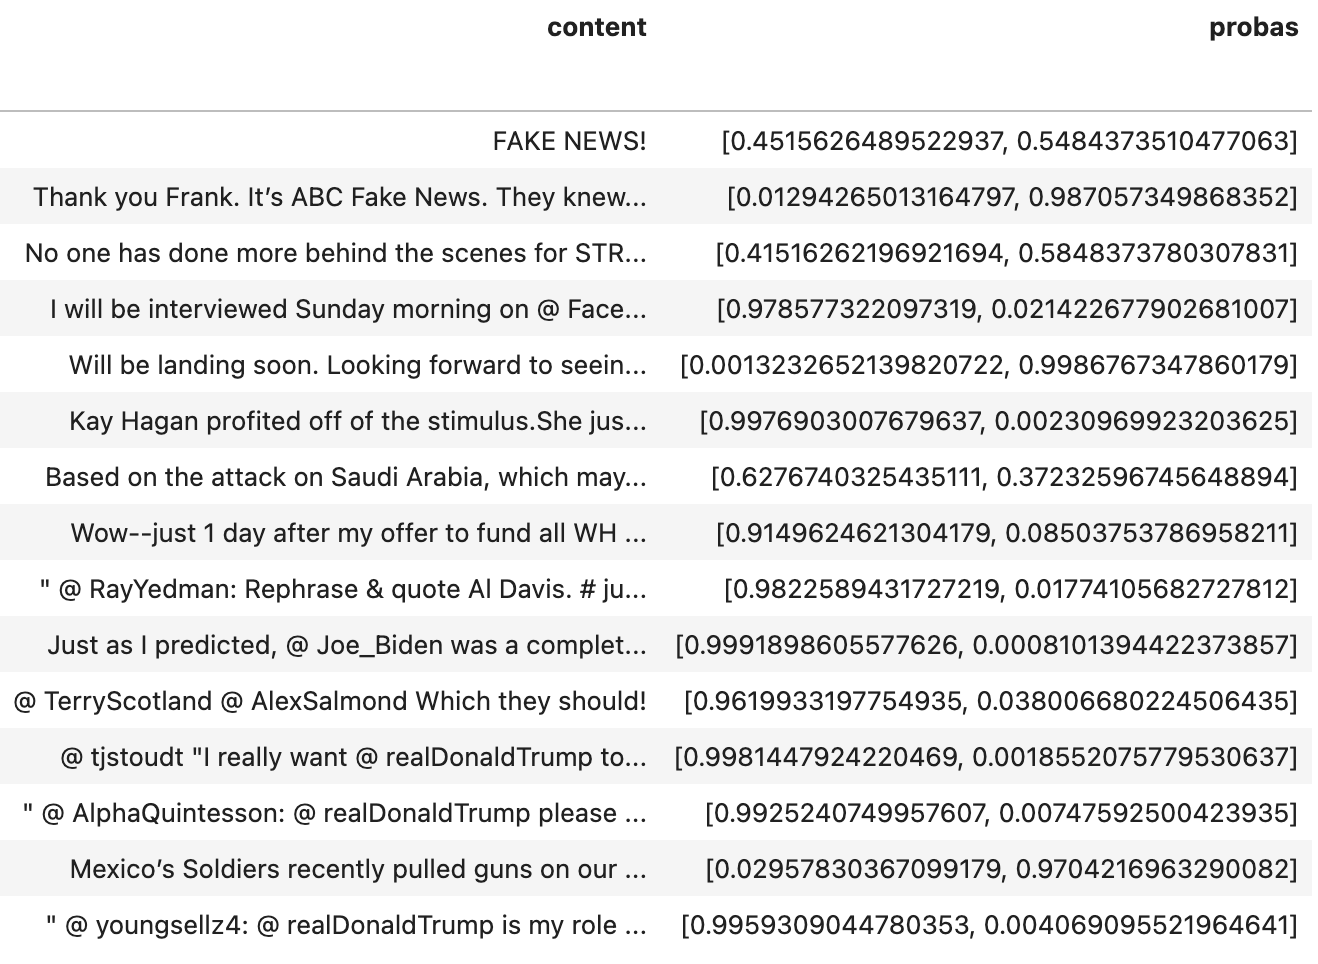 content probas
FAKE NEWS! [0.4515626489522937, 0.5484373510477063]
Thank you Frank. It’s ABC Fake News. They knew... [0.01294265013164797, 0.987057349868352]
No one has done more behind the scenes for STR... [0.41516262196921694, 0.5848373780307831]
I will be interviewed Sunday morning on @ Face... [0.978577322097319, 0.021422677902681007]
Will be landing soon. Looking forward to seein... [0.0013232652139820722, 0.9986767347860179]
Kay Hagan profited off of the stimulus.She jus... [0.9976903007679637, 0.00230969923203625]
Based on the attack on Saudi Arabia, which may... [0.6276740325435111, 0.37232596745648894]
Wow--just 1 day after my offer to fund all WH ... [0.9149624621304179, 0.08503753786958211]
" @ RayYedman: Rephrase & quote Al Davis. # ju... [0.9822589431727219, 0.01774105682727812]
Just as I predicted, @ Joe_Biden was a complet... [0.9991898605577626, 0.0008101394422373857]
@ TerryScotland @ AlexSalmond Which they should! [0.9619933197754935, 0.038006680224506435]
@ tjstoudt "I really want @ realDonaldTrump to... [0.9981447924220469, 0.0018552075779530637]
" @ AlphaQuintesson: @ realDonaldTrump please ... [0.9925240749957607, 0.00747592500423935]
Mexico’s Soldiers recently pulled guns on our ... [0.02957830367099179, 0.9704216963290082]
" @ youngsellz4: @ realDonaldTrump is my role ... [0.9959309044780353, 0.004069095521964641]